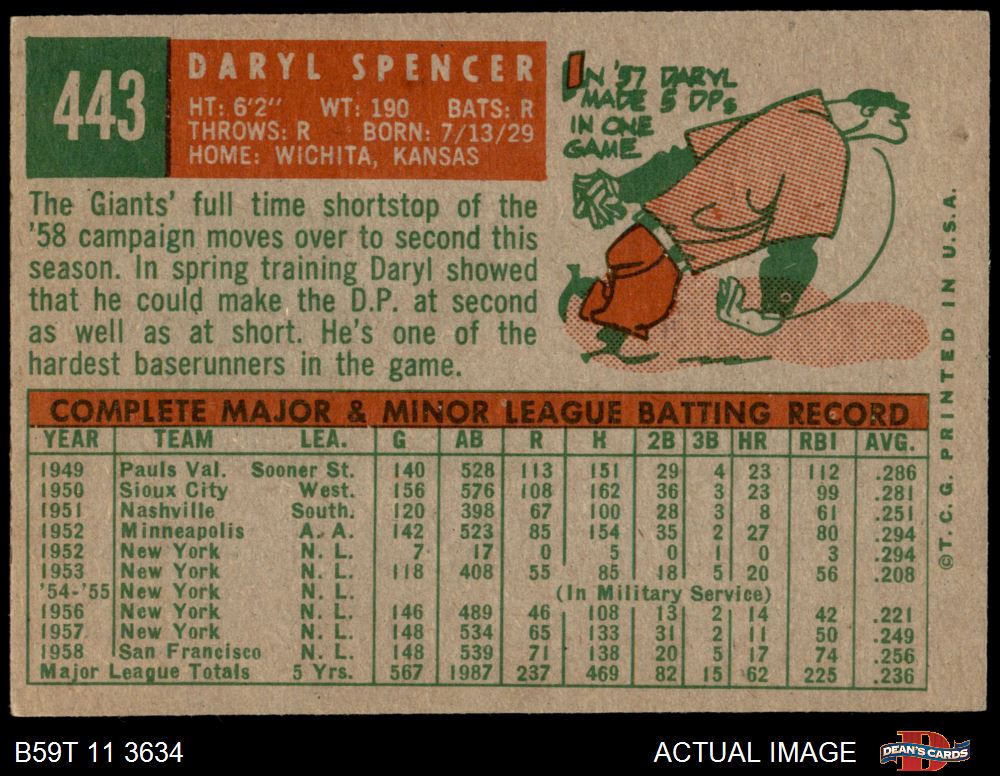 443
DARYL SPENCER
HT: 6'2" WT: 190 BATS: R
THROWS: R BORN: 7/13/29
HOME: WICHITA, KANSAS
IN '57 DARYL
MADE 5 DPs
IN ONE
GAME
The Giants' full time shortstop of the
'58 campaign moves over to second this
season. In spring training Daryl showed
that he could make the D.P. at second
as well as at short. He's one of the
hardest baserunners in the game.
COMPLETE MAJOR & MINOR LEAGUE BATTING RECORD
YEAR TEAM LEA. G AB R H 2B 3B HR RBI AVG.
1949 Pauls Val. Sooner St. 140 528 113 151 29 4 23 112 .286
1950 Sioux City West. 156 576 108 162 36 3 23 99 .281
1951 Nashville South. 120 398 67 100 28 3 8 61 .251
1952 Minneapolis A. A. 142 523 85 154 35 2 27 80 .294
1952 New York N. L. 7 17 0 5 0 1 0 3 .294
1953 New York N. L. 118 408 55 85 18 5 20 56 .208
'54-'55 New York N. L. (In Military Service)
1956 New York N. L. 146 489 46 108 13 2 14 42 .221
1957 New York N. L. 148 534 65 133 31 2 11 50 .249
1958 San Francisco N. L. 148 539 71 138 20 5 17 74 .256
Major League Totals 5 Yrs. 567 1987 237 469 82 15 62 225 .236
©T. C. G. PRINTED IN U.S.A.
B59T 11 3634
ACTUAL IMAGE
DEAN'S CARDS